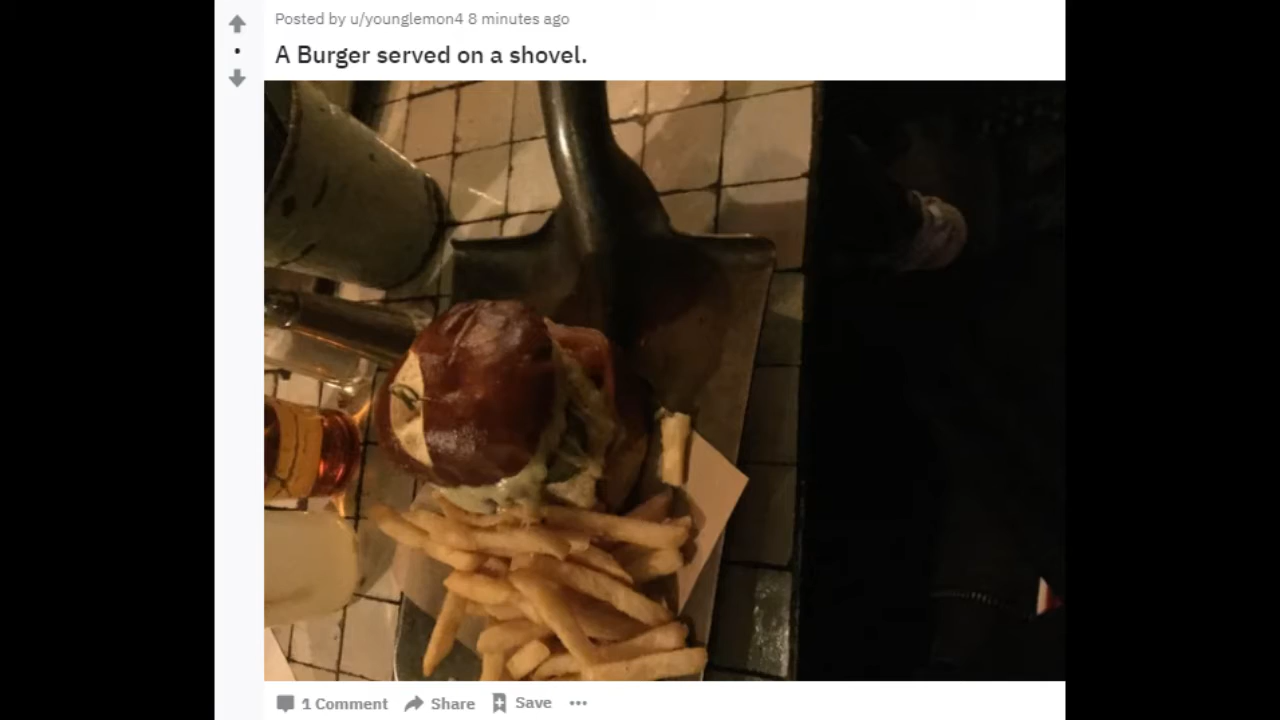 Posted by u/younglemon4 8 minutes ago
A Burger served on a shovel.
1 Comment Share Save